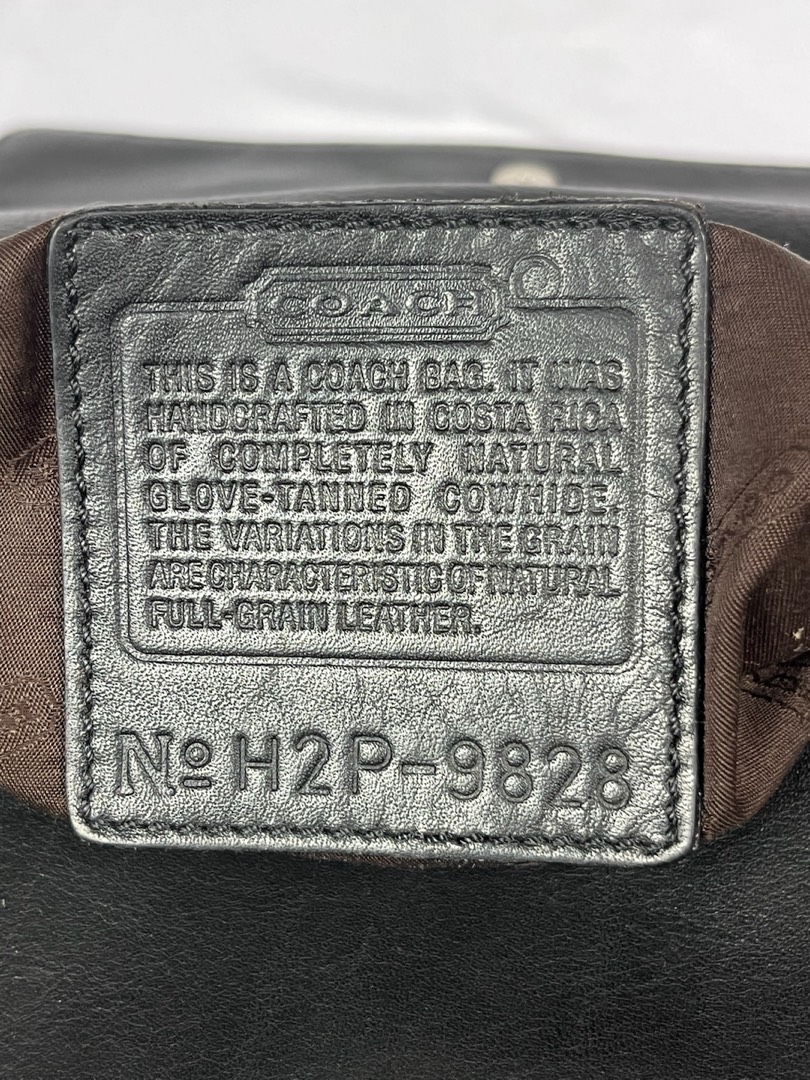 COACH
THIS IS A COACH BAG. IT WAS
HANDCRAFTED IN COSTA RICA
OF COMPLETELY NATURAL
GLOVE-TANNED COWHIDE.
THE VARIATIONS IN THE GRAIN
ARE CHARACTERISTIC OF NATURAL
FULL-GRAIN LEATHER.
Nº H2P-9828